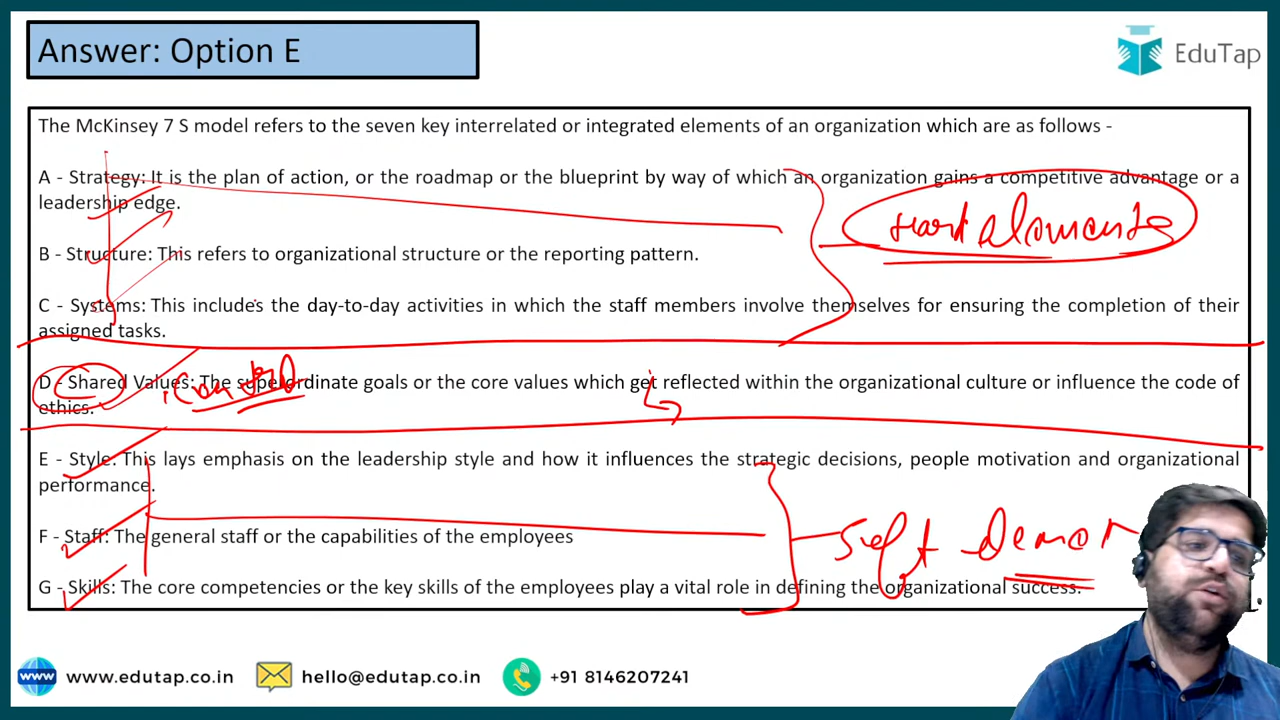 Answer: Option E
EduTap
The McKinsey 7 S model refers to the seven key interrelated or integrated elements of an organization which are as follows -
A - Strategy: It is the plan of action, or the roadmap or the blueprint by way of which an organization gains a competitive advantage or a
leadership edge.
elements
B - Structure: This refers to organizational structure or the reporting pattern.
C - Systems: This includes the day-to-day activities in which the staff members involve themselves for ensuring the completion of their
assigned tasks.
D - Shared Values: The superordinate goals or the core values which get reflected within the organizational culture or influence the code of
ethics.
E - Style: This lays emphasis on the leadership style and how it influences the strategic decisions, people motivation and organizational
performance.
F - Staff: The general staff or the capabilities of the employees
G - Skills: The core competencies or the key skills of the employees play a vital role in defining the organizational success.
www www.edutap.co.in hello@edutap.co.in +91 8146207241